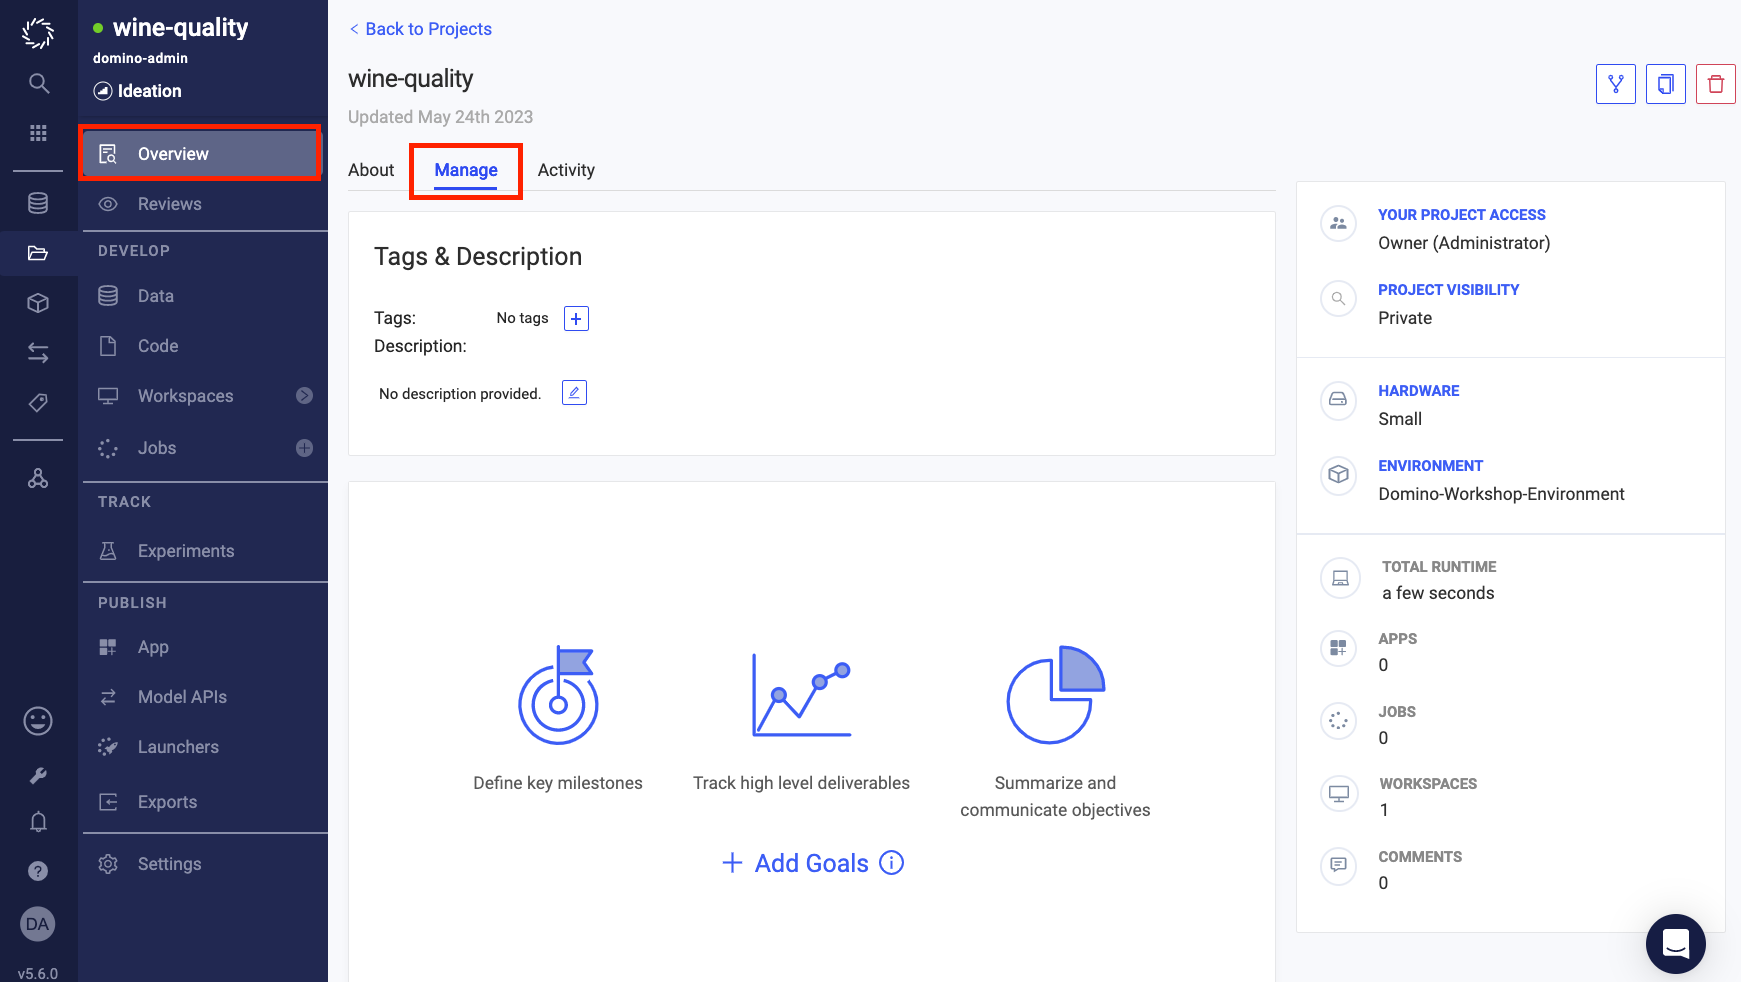 wine-quality
domino-admin
Ideation
Overview
Reviews
DEVELOP
Data
Code
Workspaces
Jobs
TRACK
Experiments
PUBLISH
App
Model APIs
Launchers
Exports
Settings
DA
v5.6.0
< Back to Projects
wine-quality
Updated May 24th 2023
About
Manage
Activity
Tags & Description
Tags:
No tags
Description:
No description provided.
Define key milestones
Track high level deliverables
Summarize and
communicate objectives
+ Add Goals
YOUR PROJECT ACCESS
Owner (Administrator)
PROJECT VISIBILITY
Private
HARDWARE
Small
ENVIRONMENT
Domino-Workshop-Environment
TOTAL RUNTIME
a few seconds
APPS
0
JOBS
0
WORKSPACES
1
COMMENTS
0